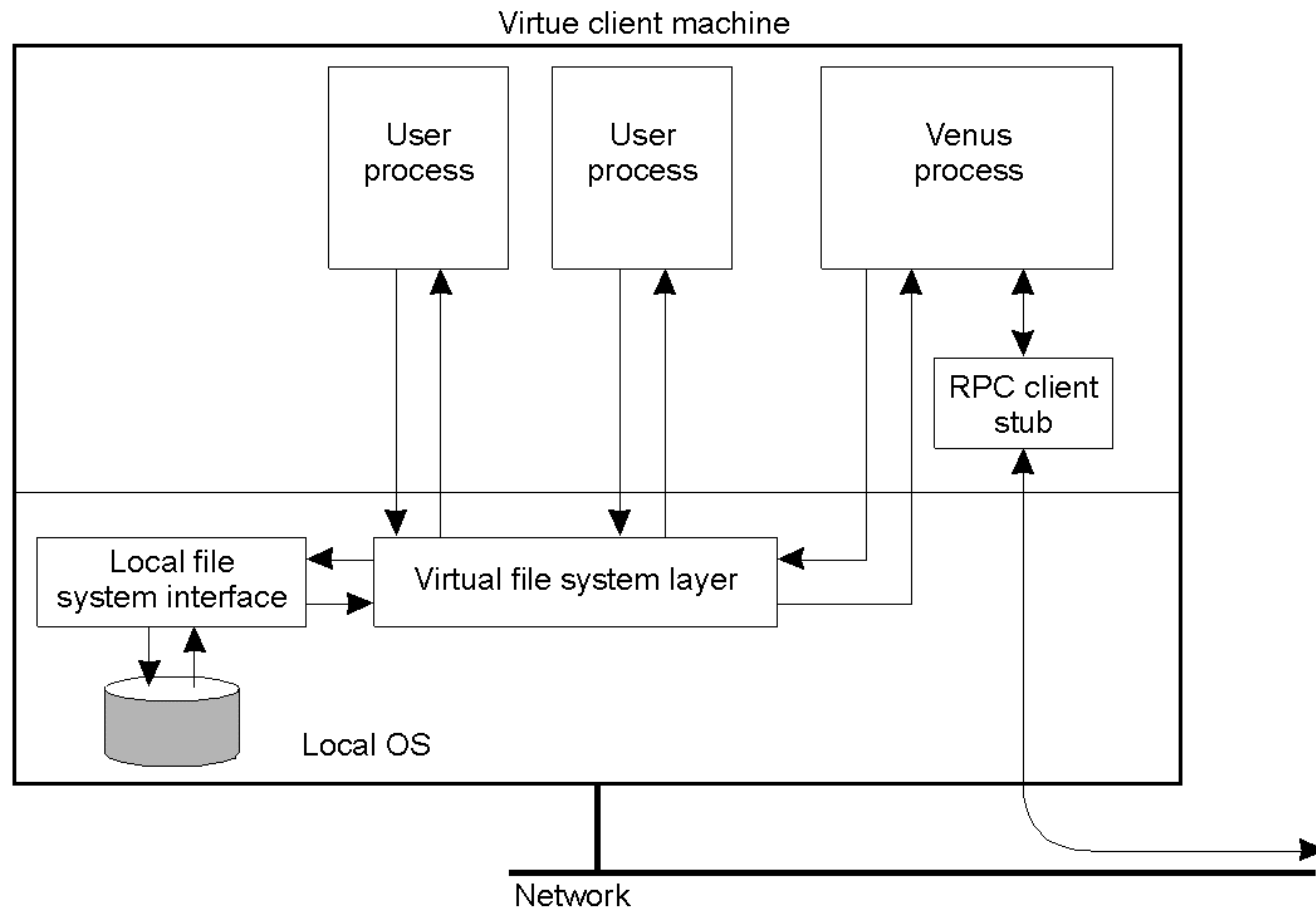 Virtue client machine
User
process
User
process
Venus
process
RPC client
stub
Local file
system interface
Virtual file system layer
Local OS
Network